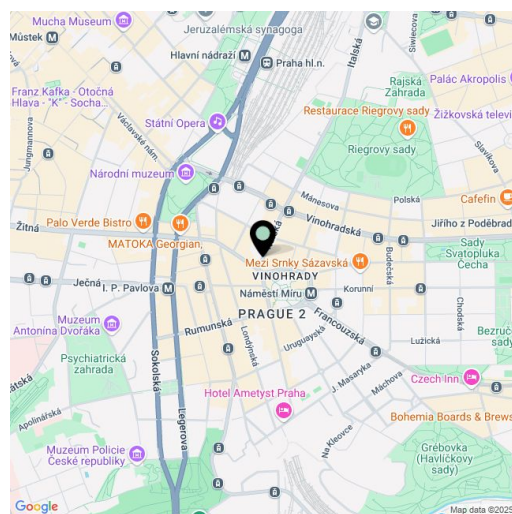 Mucha Museum
Jeruzalémská synagoga
Můstek
Hlavní nádraží
Praha hl.n.
Italská
Siwiecova
Rajská
Zahrada
Palác Akropolis
Franz Kafka - Otočná
Hlava - "K" - Socha...
Restaurace Riegrovy sady
Žižkovská televi
Jungmannova
Václavské nám.
Státní Opera
Riegrovy sady
Slavíkova
Národní muzeum
Mánesova
Polská
Cafefin
Žitná
Palo Verde Bistro
Vinohradská
Jiřího z Poděbrad
MATOKA Georgian,
ská
Mezi Srnky Sázavská
Budečská
Sady
Svatopluka
Čecha
VINOHRADY
Ječná
I. P. Pavlova
Náměstí Míru
Korunní
Chodská
PRAGUE 2
Muzeum
Antonína Dvořáka
Rumunská
Londýnská
Francouzská
Uruguayská
Lužická
Bezruč
sady
Psychiatrická
zahrada
Sokolská
J. Masaryka
Máchova
Czech Inn
átská
Hotel Ametyst Praha
Apolinářská
Legerova
Bohemia Boards & Brews
Na Kleovce
Muzeum Policie
České republiky
Grébovka
(Havlíčkovy
sady)
Google
Map data ©2025